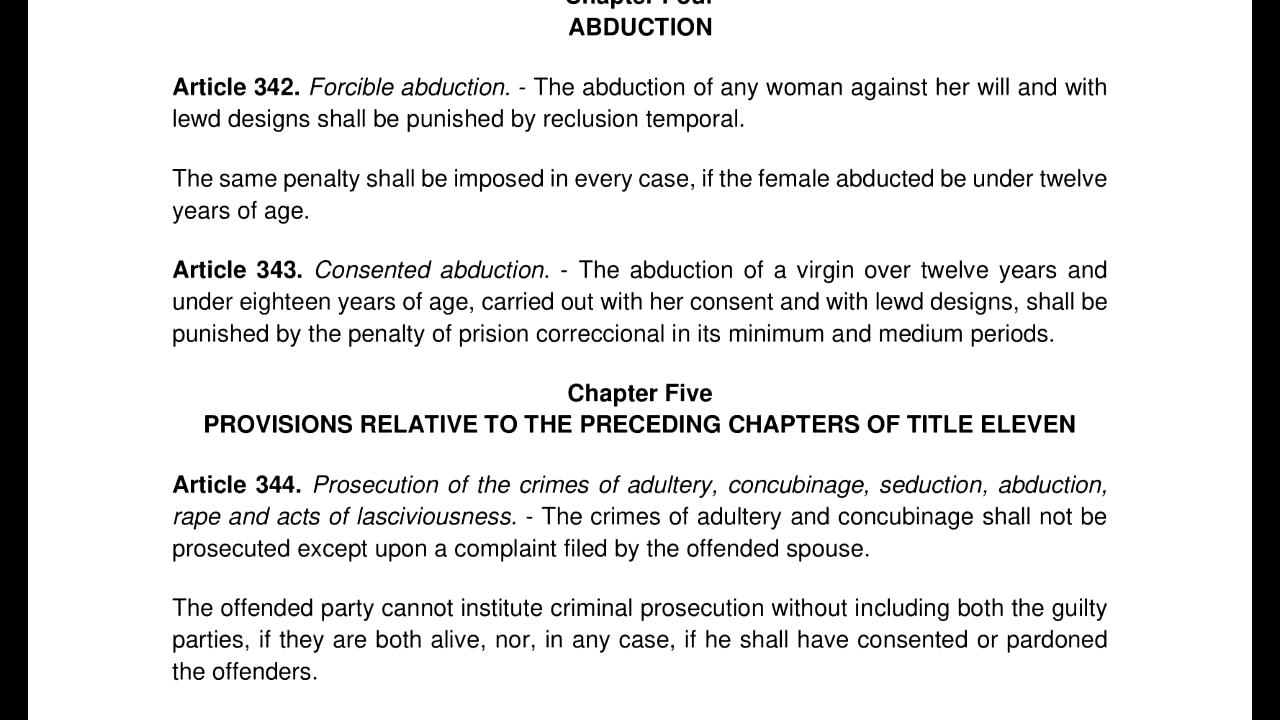 Chapter Four
ABDUCTION
Article 342. Forcible abduction. - The abduction of any woman against her will and with
lewd designs shall be punished by reclusion temporal.
The same penalty shall be imposed in every case, if the female abducted be under twelve
years of age.
Article 343. Consented abduction. - The abduction of a virgin over twelve years and
under eighteen years of age, carried out with her consent and with lewd designs, shall be
punished by the penalty of prision correccional in its minimum and medium periods.
Chapter Five
PROVISIONS RELATIVE TO THE PRECEDING CHAPTERS OF TITLE ELEVEN
Article 344. Prosecution of the crimes of adultery, concubinage, seduction, abduction,
rape and acts of lasciviousness. - The crimes of adultery and concubinage shall not be
prosecuted except upon a complaint filed by the offended spouse.
The offended party cannot institute criminal prosecution without including both the guilty
parties, if they are both alive, nor, in any case, if he shall have consented or pardoned
the offenders.